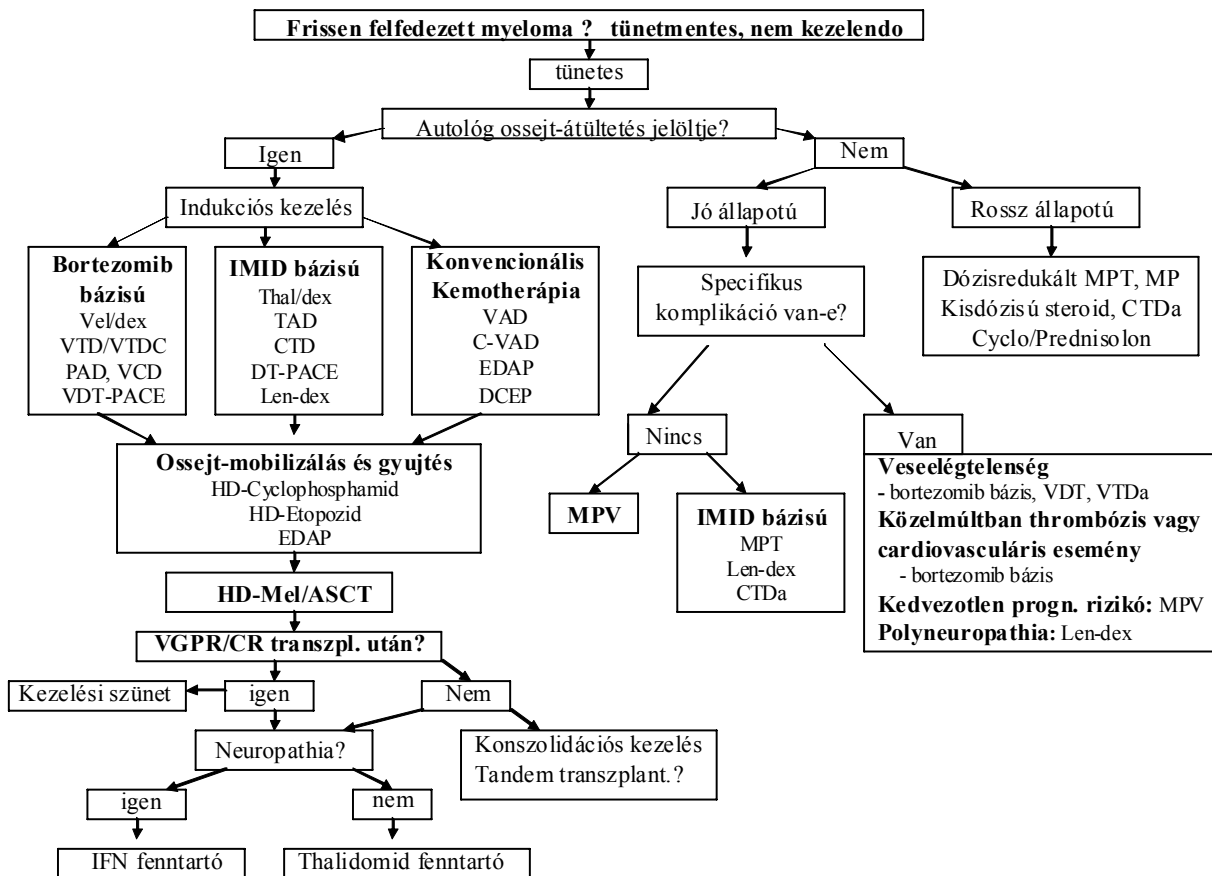 Frissen felfedezett myeloma ? tünetmentes, nem kezelendo
tünetes
Autológ ossejt-átültetés jelöltje?
Igen
Nem
Indukciós kezelés
Jó állapotú
Rossz állapotú
Bortezomib
bázisú
Vel/dex
VTD/VTDC
PAD, VCD
VDT-PACE
IMID bázisú
Thal/dex
TAD
CTD
DT-PACE
Len-dex
Konvencionális
Kemotherápia
VAD
C-VAD
EDAP
DCEP
Specifikus
komplikáció van-e?
Dózisredukált MPT, MP
Kisdózisú steroid, CTDa
Cyclo/Prednisolon
Nincs
Van
Ossejt-mobilizálás és gyujtés
HD-Cyclophosphamid
HD-Etopozid
EDAP
MPV
IMID bázisú
MPT
Len-dex
CTDa
Veseelégtelenség
- bortezomib bázis, VDT, VTDa
Közelmúltban thrombózis vagy
cardiovasculáris esemény
- bortezomib bázis
Kedvezotlen progn. rizikó: MPV
Polyneuropathia: Len-dex
HD-Mel/ASCT
VGPR/CR transzpl. után?
Kezelési szünet
igen
Nem
Neuropathia?
Konszolidációs kezelés
Tandem transzplant.?
igen
nem
IFN fenntartó
Thalidomid fenntartó